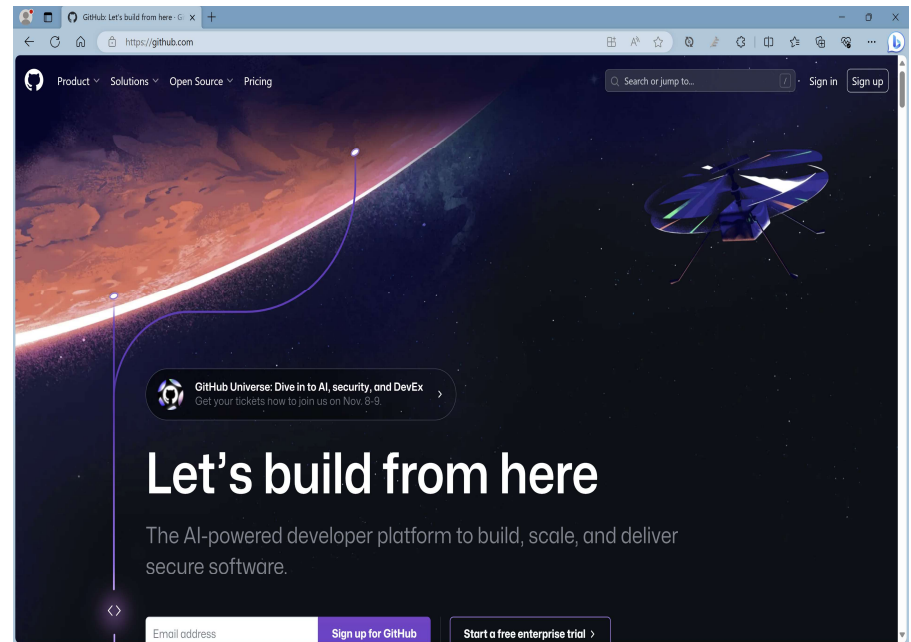 GitHub: Let's build from here · Gi
https://github.com
Product
Solutions
Open Source
Pricing
Search or jump to...
/
Sign in
Sign up
GitHub Universe: Dive in to AI, security, and DevEx
Get your tickets now to join us on Nov. 8-9.
Let's build from here
The AI-powered developer platform to build, scale, and deliver
secure software.
Email address
Sign up for GitHub
Start a free enterprise trial